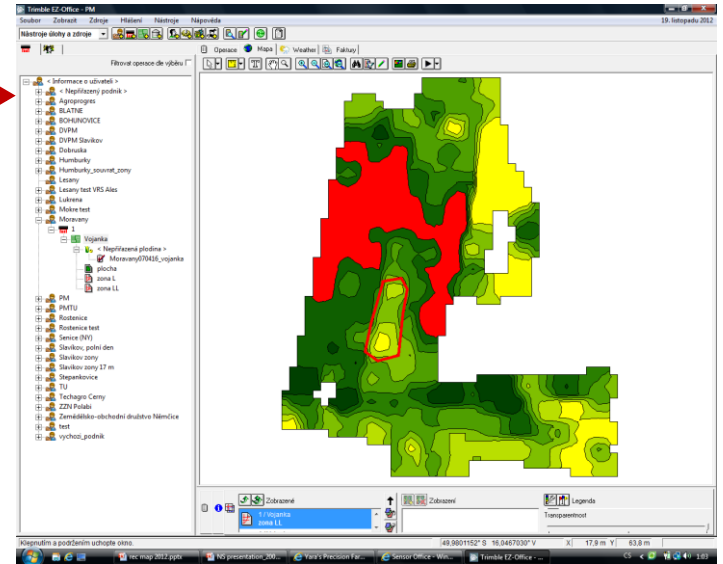 Trimble EZ-Office - PM
Soubor Zobrazit Zdroje Hlášení Nástroje Nápověda 19. listopadu 2012
Nástroje úlohy a zdroje
Operace Mapa Weather Faktury
Filtrovat operace dle výběru
< Informace o uživateli >
< Nepřiřazený podnik >
Agroprogres
BLATNE
BOHUNOVICE
DVPM
DVPM Slavikov
Dobruska
Humburky
Humburky_souvrat_zony
Lesany
Lesany test VRS Ales
Lukrena
Mokre test
Moravany
1
Vojanka
< Nepřiřazená plodina >
Moravany070416_vojanka
plocha
zona L
zona LL
PM
PMTU
Rostenice
Rostenice test
Senice (NY)
Slavikov, polni den
Slavikov zony
Slavikov zony 17 m
Stepankovice
TU
Techagro Cerny
ZZN Polabi
Zemědělsko-obchodní družstvo Němčice
test
vychozi_podnik
Zobrazené
1 / Vojanka
zona LL
Zobrazení
Legenda
Transparentnost
Klepnutím a podržením uchopte okno. 49,9801152° S 16,0467030° V X 17,9 m Y 63,8 m
rec map 2012.pptx NS presentation_200... Yara's Precision Far... Sensor Office - Win... Trimble EZ-Office - ... CS 1:03